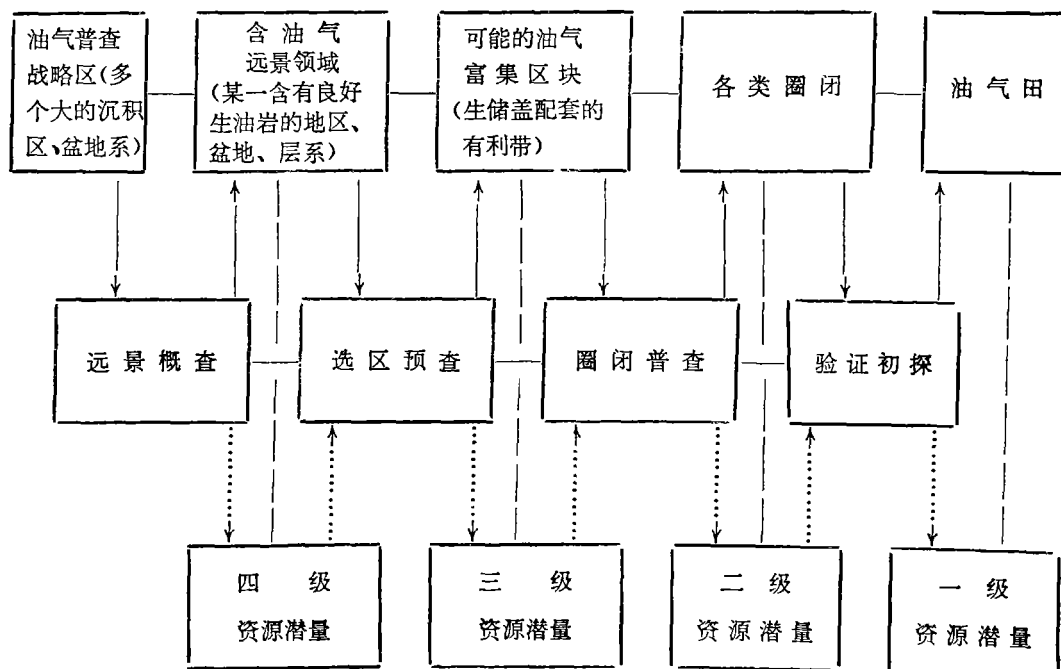 油气普查
战略区(多
个大的沉积
区、盆地系)
含油气
远景领域
(某一含有良好
生油岩的地区、
盆地、层系)
可能的油气
富集区块
(生储盖配套的
有利带)
各类圈闭
油气田
远景概查
选区预查
圈闭普查
验证初探
四级
资源潜量
三级
资源潜量
二级
资源潜量
一级
资源潜量